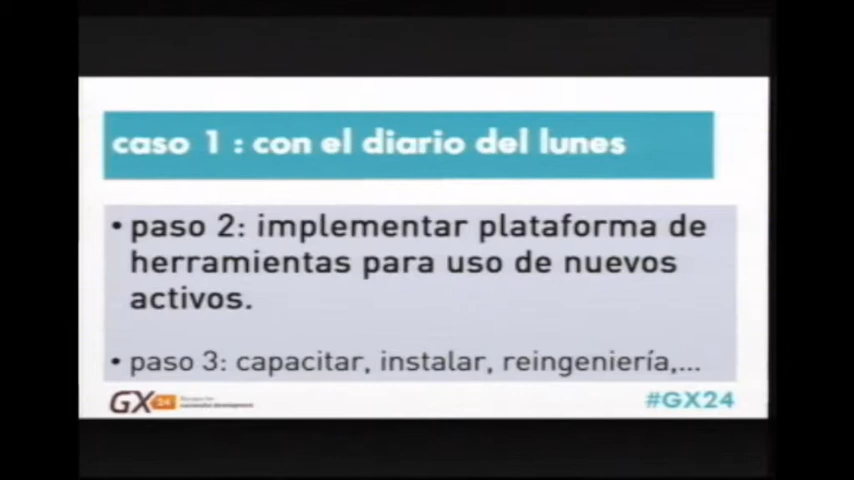 caso 1 : con el diario del lunes
• paso 2: implementar plataforma de
herramientas para uso de nuevos
activos.
• paso 3: capacitar, instalar, reingeniería,...
GX24
#GX24